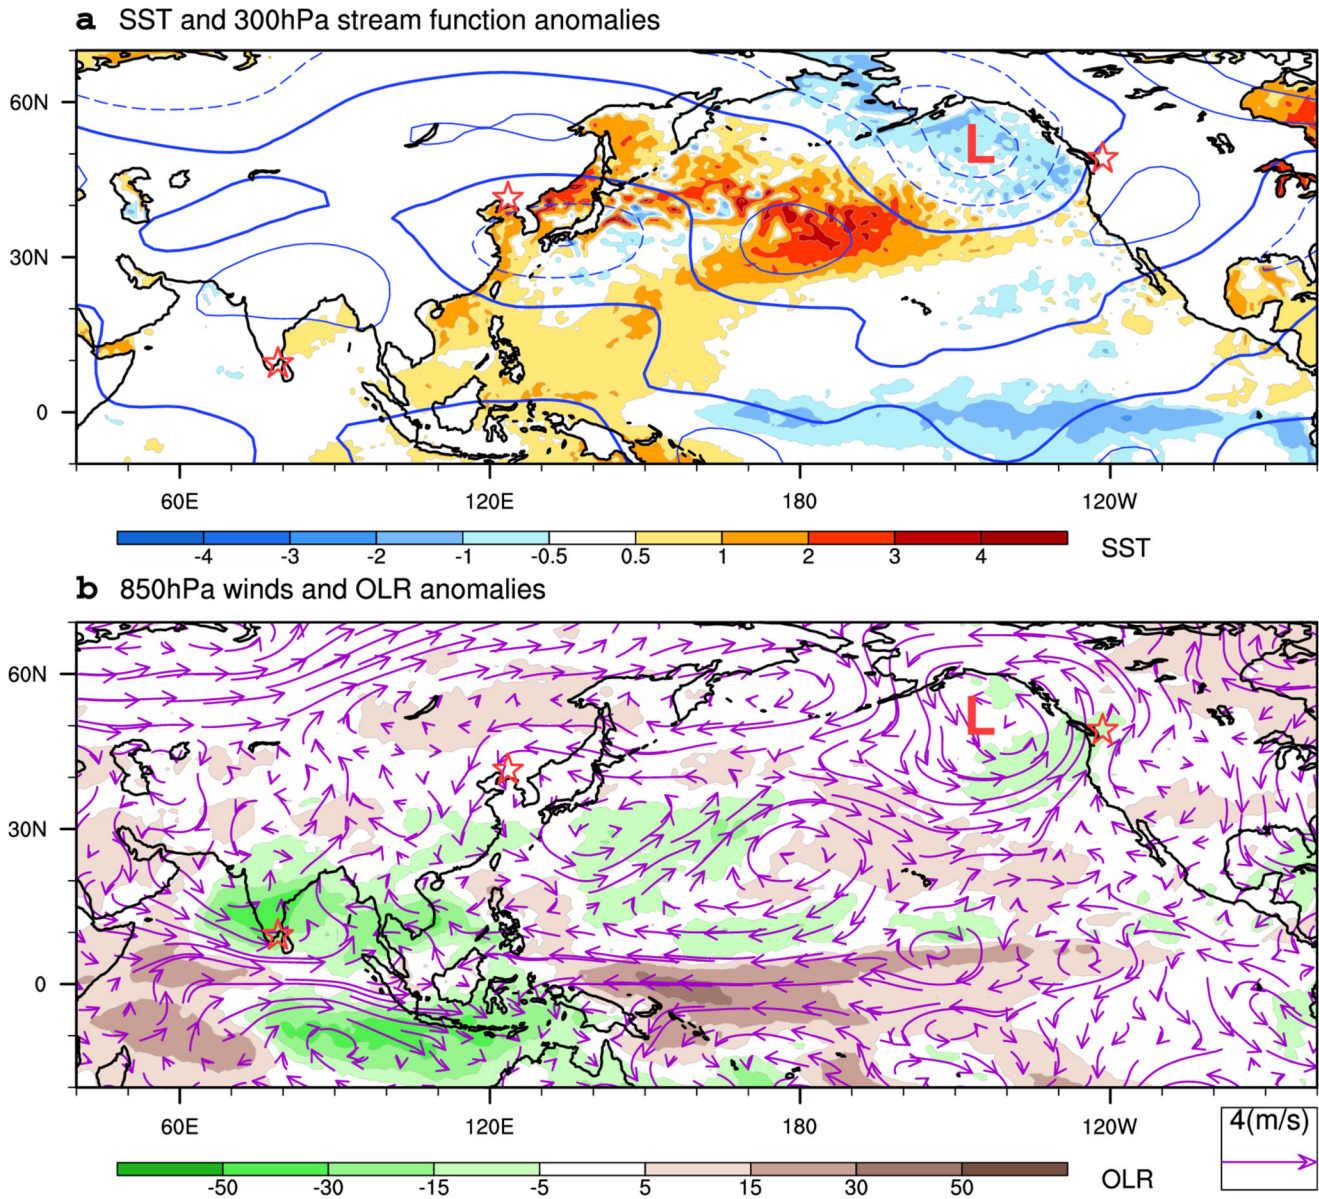 a SST and 300hPa stream function anomalies
60N
L
30N
0
60E 120E 180 120W
-4 -3 -2 -1 -0.5 0.5 1 2 3 4 SST
b 850hPa winds and OLR anomalies
60N
L
30N
0
60E 120E 180 120W
4(m/s)
-50 -30 -15 -5 5 15 30 50 OLR